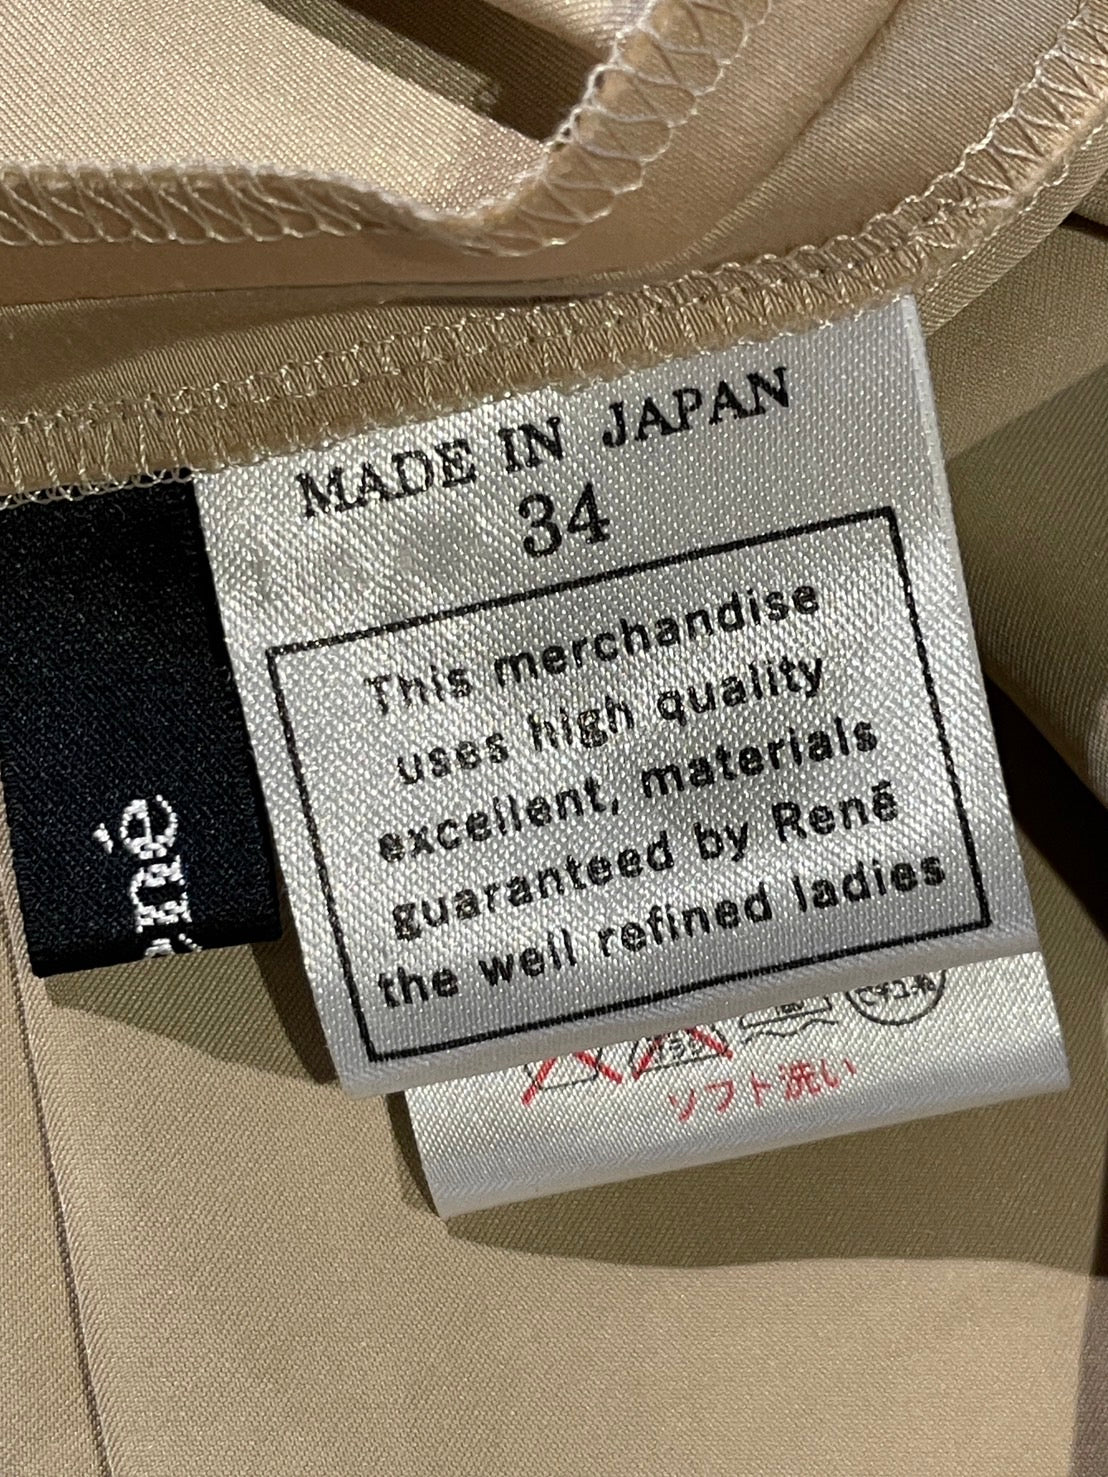 MADE IN JAPAN
34
This merchandise
uses high quality
excellent, materials
guaranteed by René
the well refined ladies
ené
ソフト洗い